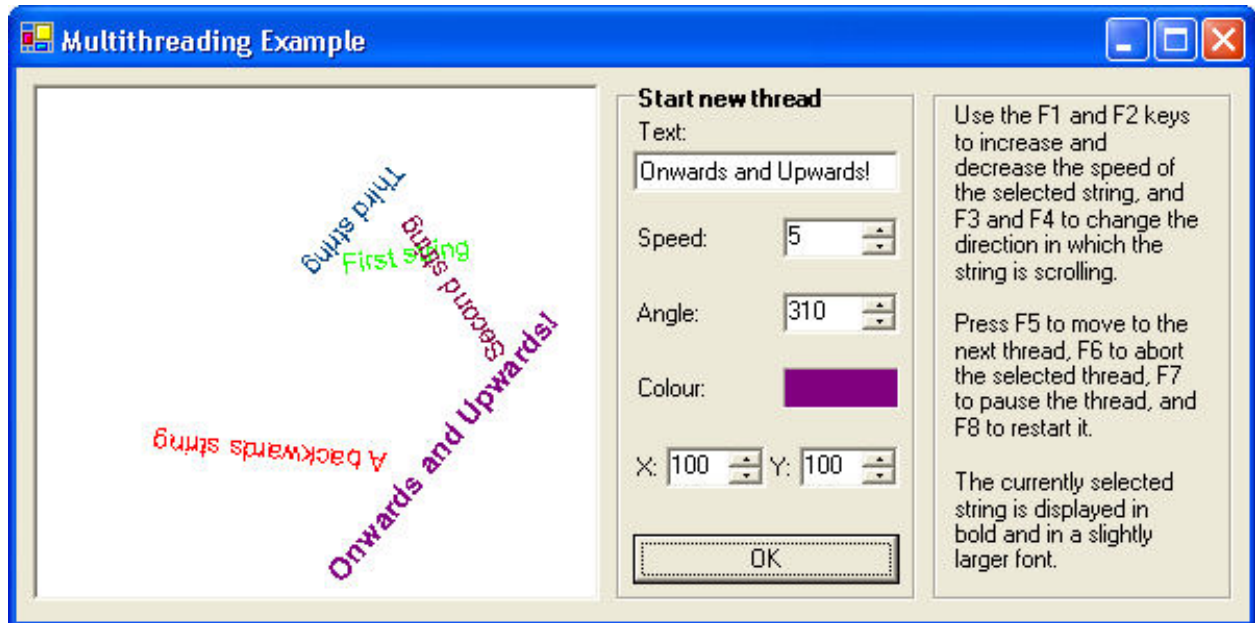 Multithreading Example
Third string
First string
Second string
Onwards and Upwards!
A backwards string
Start new thread
Text:
Onwards and Upwards!
Speed: 5
Angle: 310
Colour:
X: 100 Y: 100
OK
Use the F1 and F2 keys
to increase and
decrease the speed of
the selected string, and
F3 and F4 to change the
direction in which the
string is scrolling.
Press F5 to move to the
next thread, F6 to abort
the selected thread, F7
to pause the thread, and
F8 to restart it.
The currently selected
string is displayed in
bold and in a slightly
larger font.